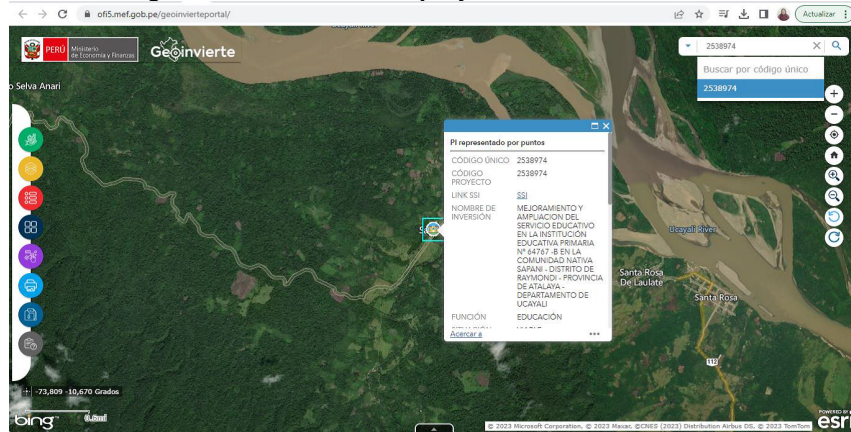 ofi5.mef.gob.pe/geoinvierteportal/
Actualizar
PERÚ Ministerio de Economía y Finanzas
Geoinvierte
2538974
Buscar por código único
2538974
o Selva Anari
PI representado por puntos
CÓDIGO ÚNICO 2538974
CÓDIGO PROYECTO 2538974
LINK SSI SSI
NOMBRE DE INVERSIÓN MEJORAMIENTO Y
AMPLIACION DEL
SERVICIO EDUCATIVO
EN LA INSTITUCIÓN
EDUCATIVA PRIMARIA
N° 64767 -B EN LA
COMUNIDAD NATIVA
SAPANI - DISTRITO DE
RAYMONDI - PROVINCIA
DE ATALAYA -
DEPARTAMENTO DE
UCAYALI
FUNCIÓN EDUCACIÓN
Acercar a
Ucayali River
Santa Rosa
De Laulate
Santa Rosa
112
-73,809 -10,670 Grados
bing
© 2023 Microsoft Corporation, © 2023 Maxar, ©CNES (2023) Distribution Airbus DS, © 2023 TomTom
POWERED BY
esri